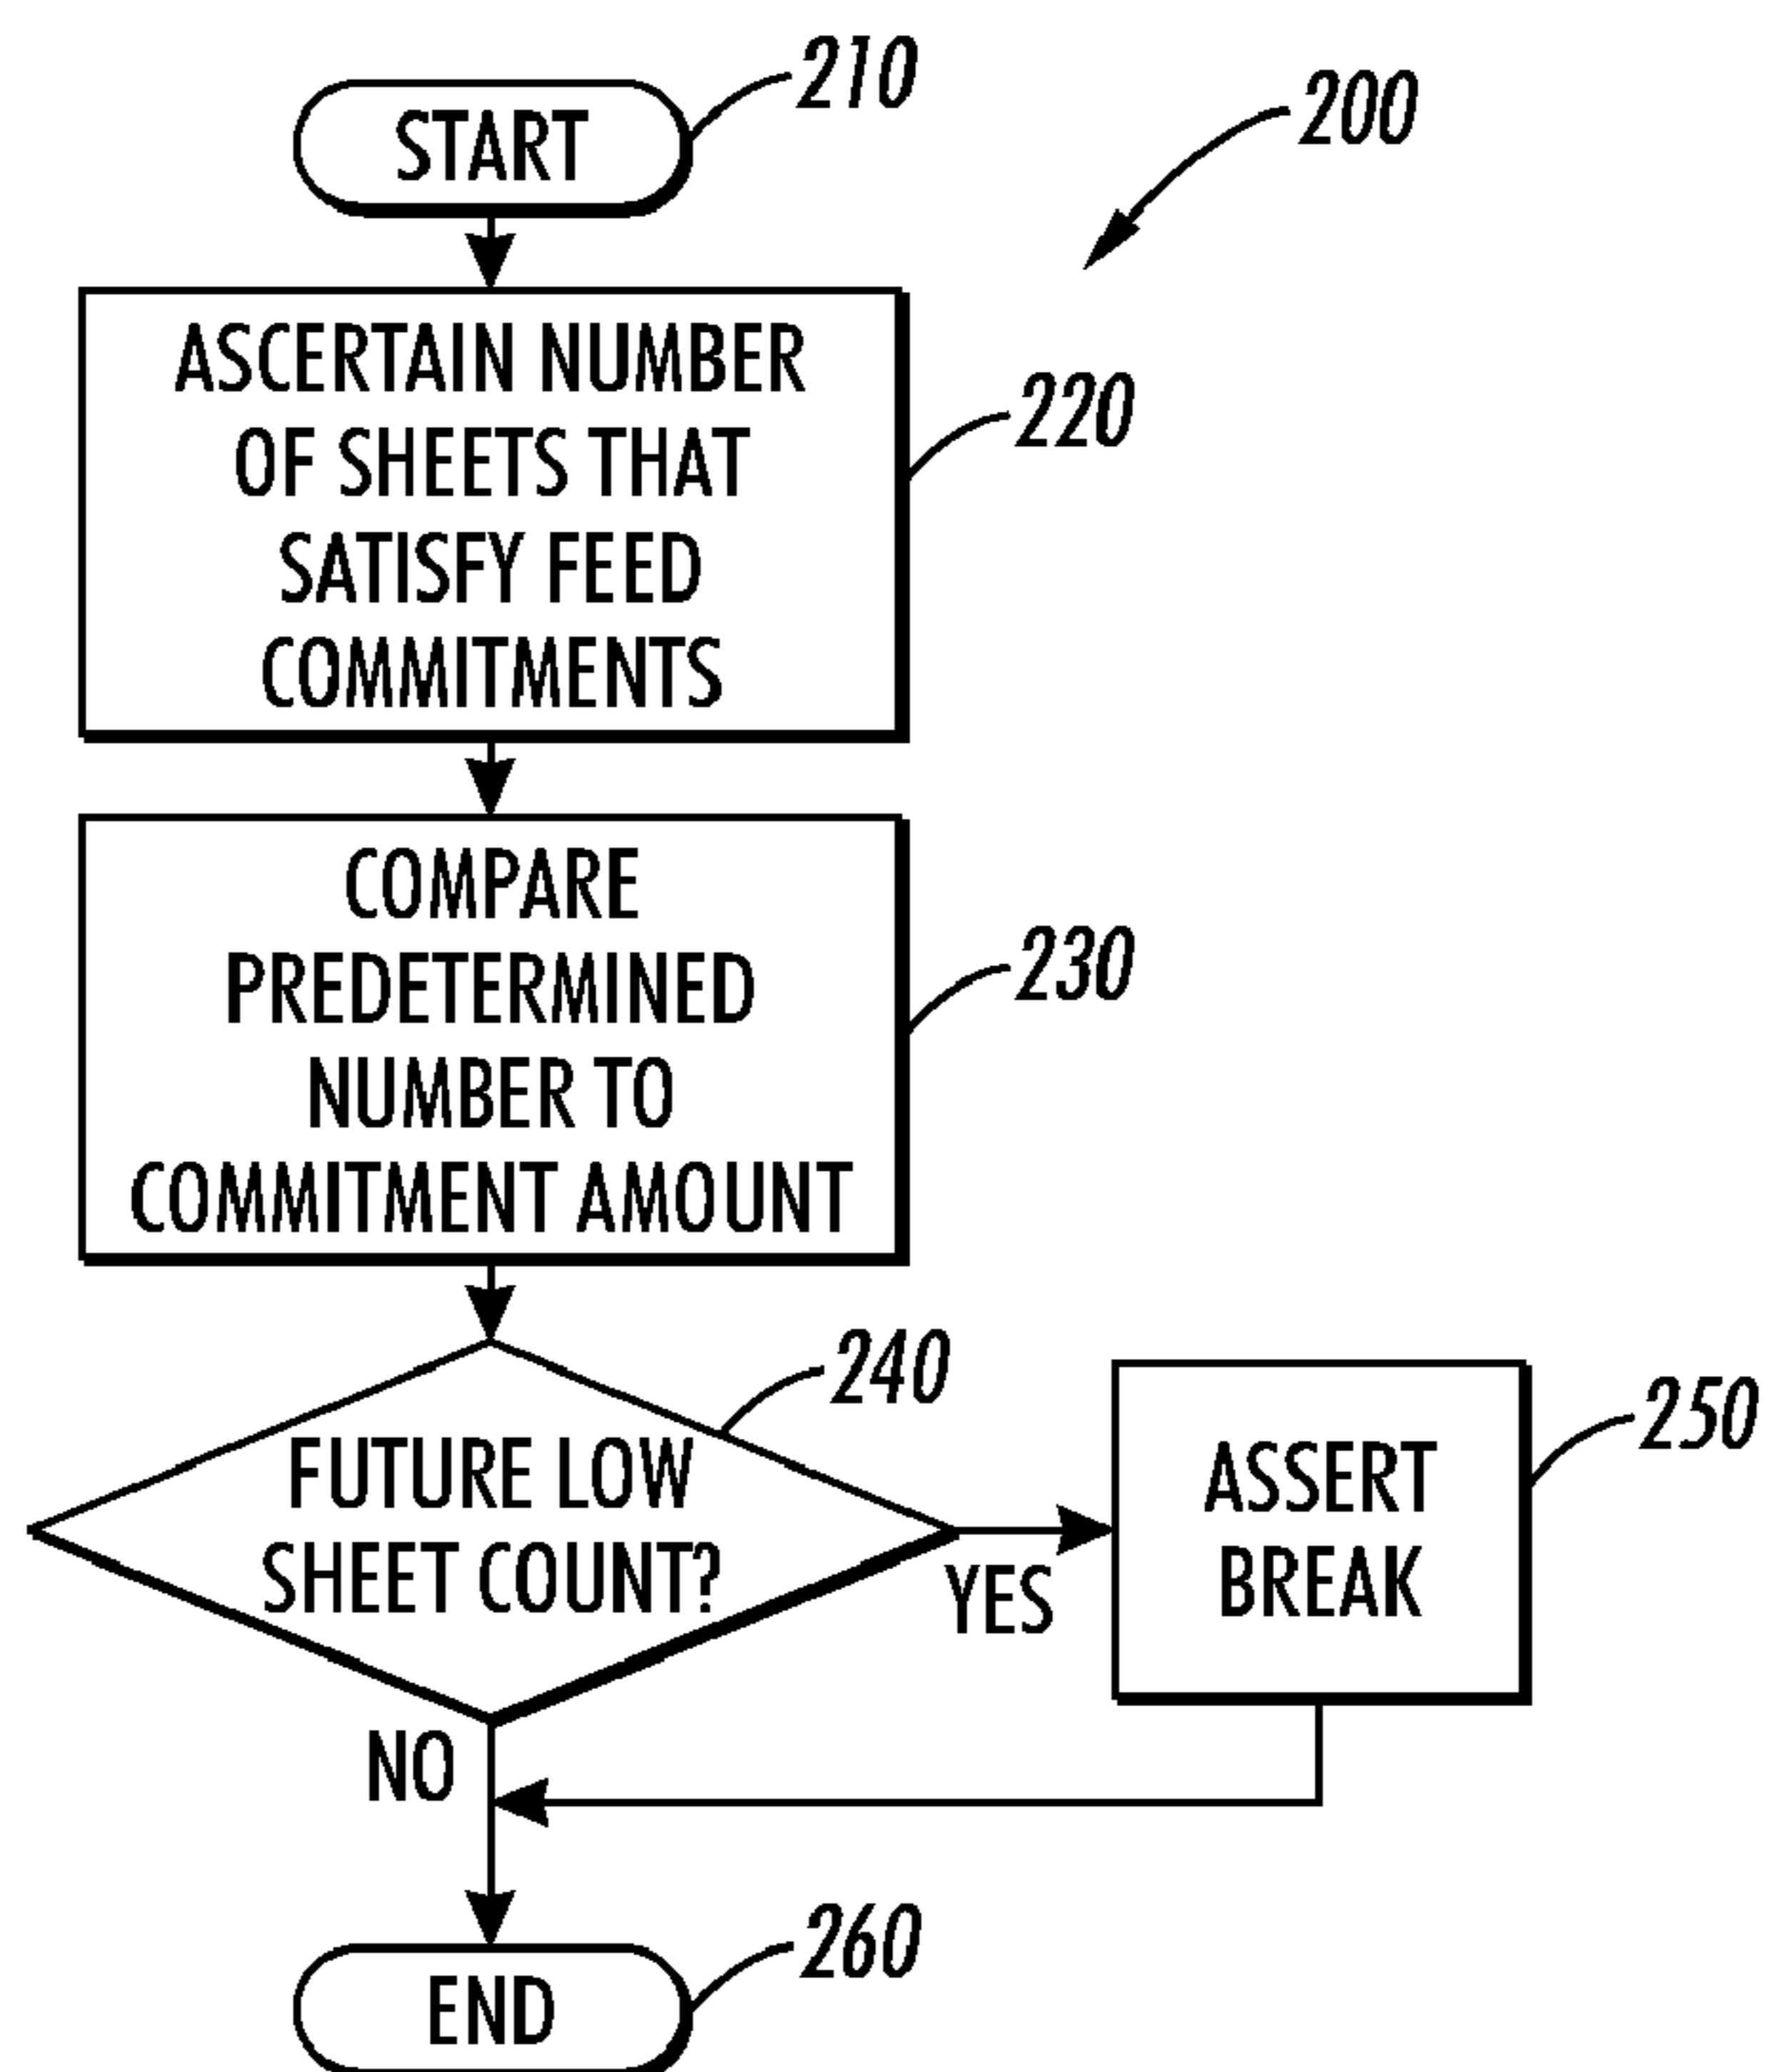 START
210
200
ASCERTAIN NUMBER
OF SHEETS THAT
SATISFY FEED
COMMITMENTS
220
COMPARE
PREDETERMINED
NUMBER TO
COMMITMENT AMOUNT
230
240
FUTURE LOW
SHEET COUNT?
YES
ASSERT
BREAK
250
NO
END
260